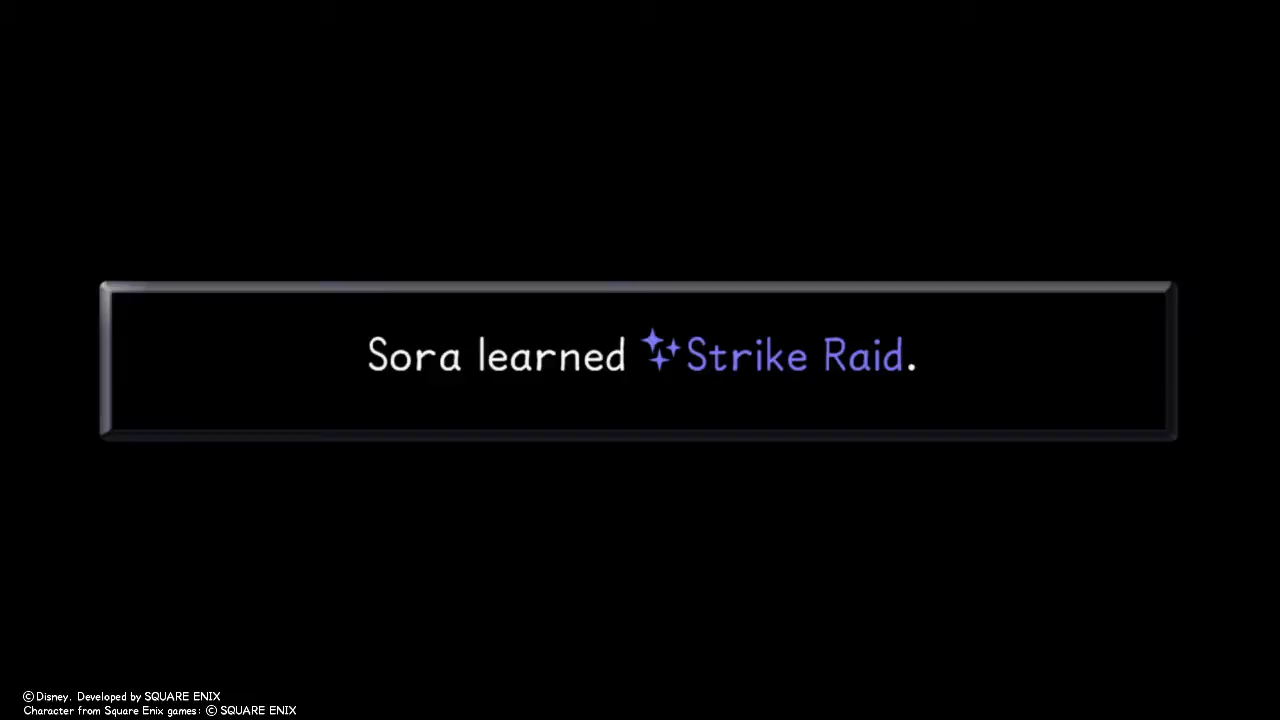 Sora learned Strike Raid.
©Disney. Developed by SQUARE ENIX
Character from Square Enix games: © SQUARE ENIX